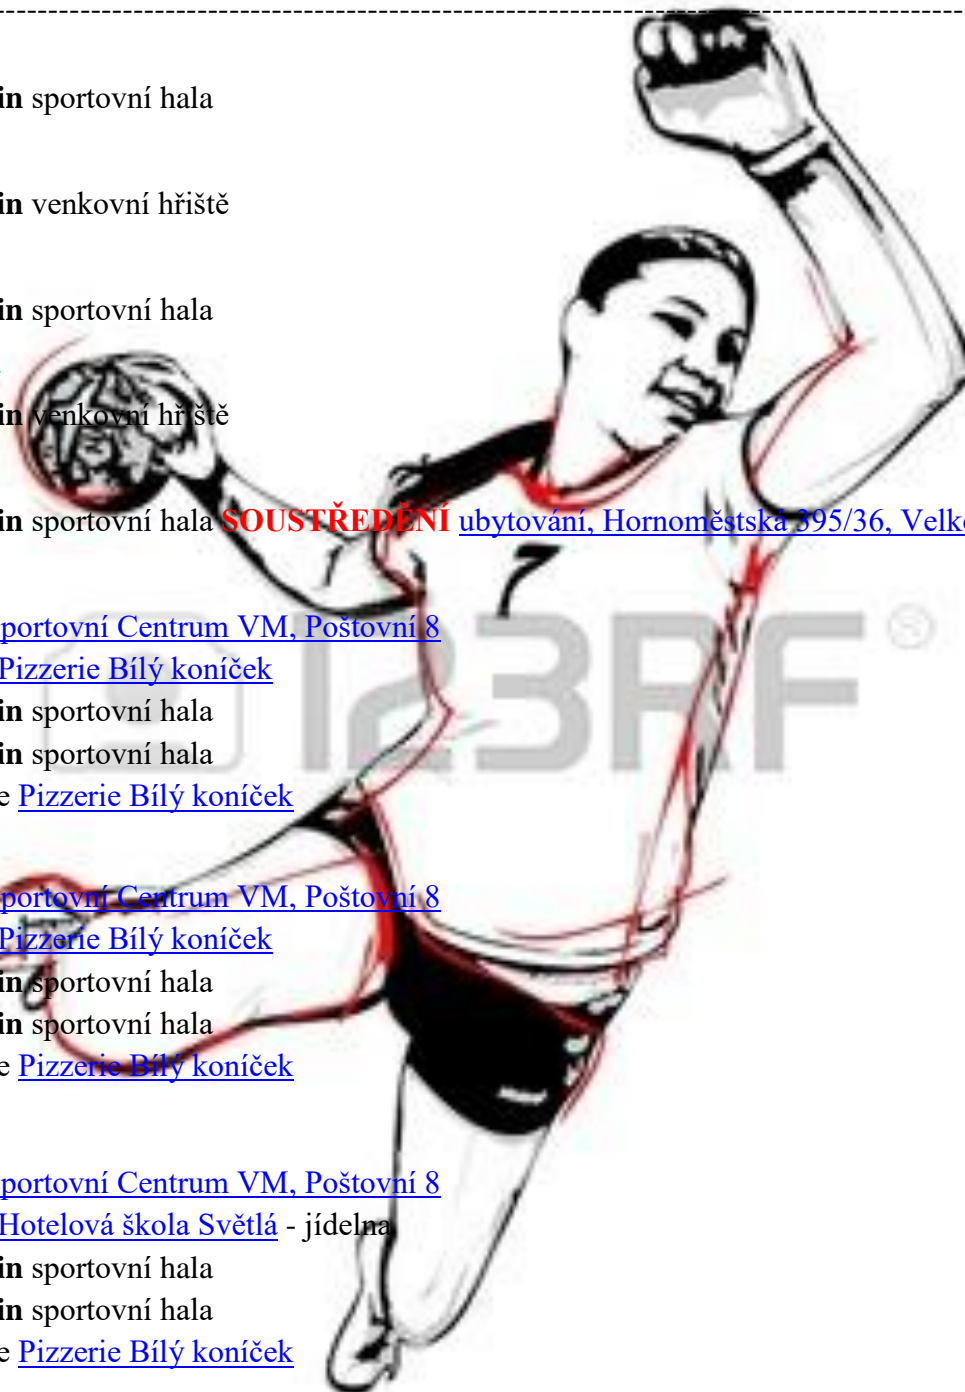 in sportovní hala
in venkovní hřiště
in sportovní hala
in venkovní hřiště
in sportovní hala SOUSTŘEDĚNÍ ubytování, Hornoměstská 395/36, Velk
7
portovní Centrum VM, Poštovní 8
Pizzerie Bílý koníček
in sportovní hala
in sportovní hala
e Pizzerie Bílý koníček
portovní Centrum VM, Poštovní 8
Pizzerie Bílý koníček
in sportovní hala
in sportovní hala
e Pizzerie Bílý koníček
portovní Centrum VM, Poštovní 8
Hotelová škola Světlá - jídelna
in sportovní hala
in sportovní hala
e Pizzerie Bílý koníček
123RF®